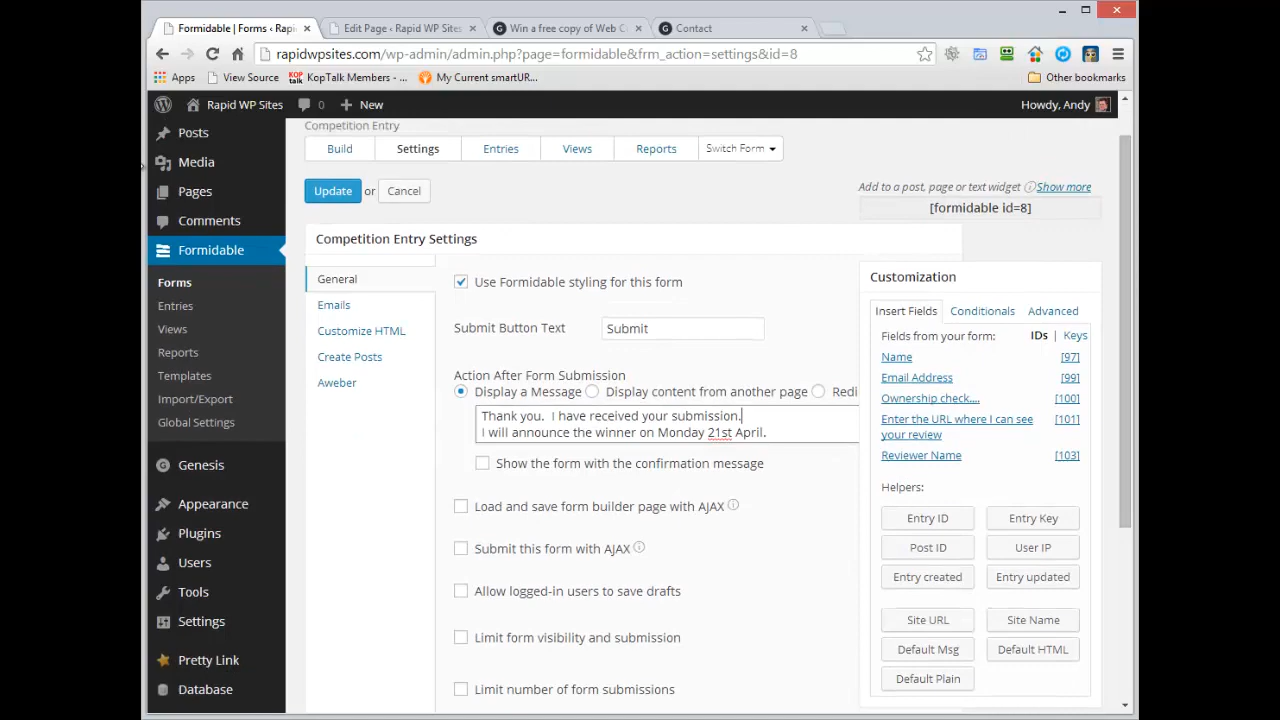 Formidable | Forms ‹ Rapi
Edit Page ‹ Rapid WP Sites
Win a free copy of Web C
Contact
rapidwpsites.com/wp-admin/admin.php?page=formidable&frm_action=settings&id=8
Apps
View Source
KOP talk
KopTalk Members - ...
My Current smartUR...
Other bookmarks
Rapid WP Sites
0
New
Howdy, Andy
Posts
Media
Pages
Comments
Formidable
Forms
Entries
Views
Reports
Templates
Import/Export
Global Settings
Genesis
Appearance
Plugins
Users
Tools
Settings
Pretty Link
Database
Competition Entry
Build
Settings
Entries
Views
Reports
Switch Form
Update or Cancel
Add to a post, page or text widget Show more
[formidable id=8]
Competition Entry Settings
General
Emails
Customize HTML
Create Posts
Aweber
Use Formidable styling for this form
Submit Button Text
Submit
Action After Form Submission
Display a Message
Display content from another page
Redi
Thank you. I have received your submission.
I will announce the winner on Monday 21st April.
Show the form with the confirmation message
Load and save form builder page with AJAX
Submit this form with AJAX
Allow logged-in users to save drafts
Limit form visibility and submission
Limit number of form submissions
Customization
Insert Fields
Conditionals
Advanced
Fields from your form:
IDs | Keys
Name [97]
Email Address [99]
Ownership check.... [100]
Enter the URL where I can see [101]
your review
Reviewer Name [103]
Helpers:
Entry ID
Entry Key
Post ID
User IP
Entry created
Entry updated
Site URL
Site Name
Default Msg
Default HTML
Default Plain